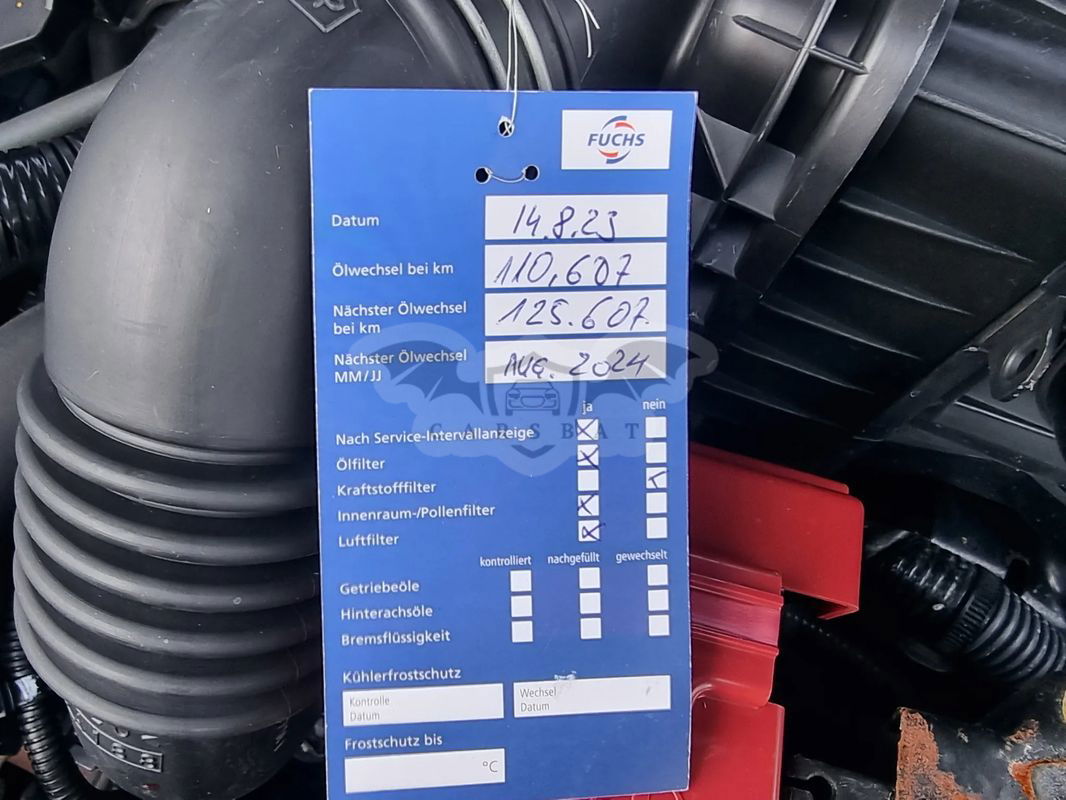 FUCHS
Datum 14.8.23
Ölwechsel bei km 110,607
Nächster Ölwechsel
bei km 125.607.
Nächster Ölwechsel
MM/JJ AUG. 2024
ja nein
Nach Service-Intervallanzeige
Ölfilter
Kraftstofffilter
Innenraum-/Pollenfilter
Luftfilter
CARSBAT
kontrolliert nachgefüllt gewechselt
Getriebeöle
Hinterachsöle
Bremsflüssigkeit
Kühlerfrostschutz
Kontrolle Wechsel
Datum Datum
Frostschutz bis
°C